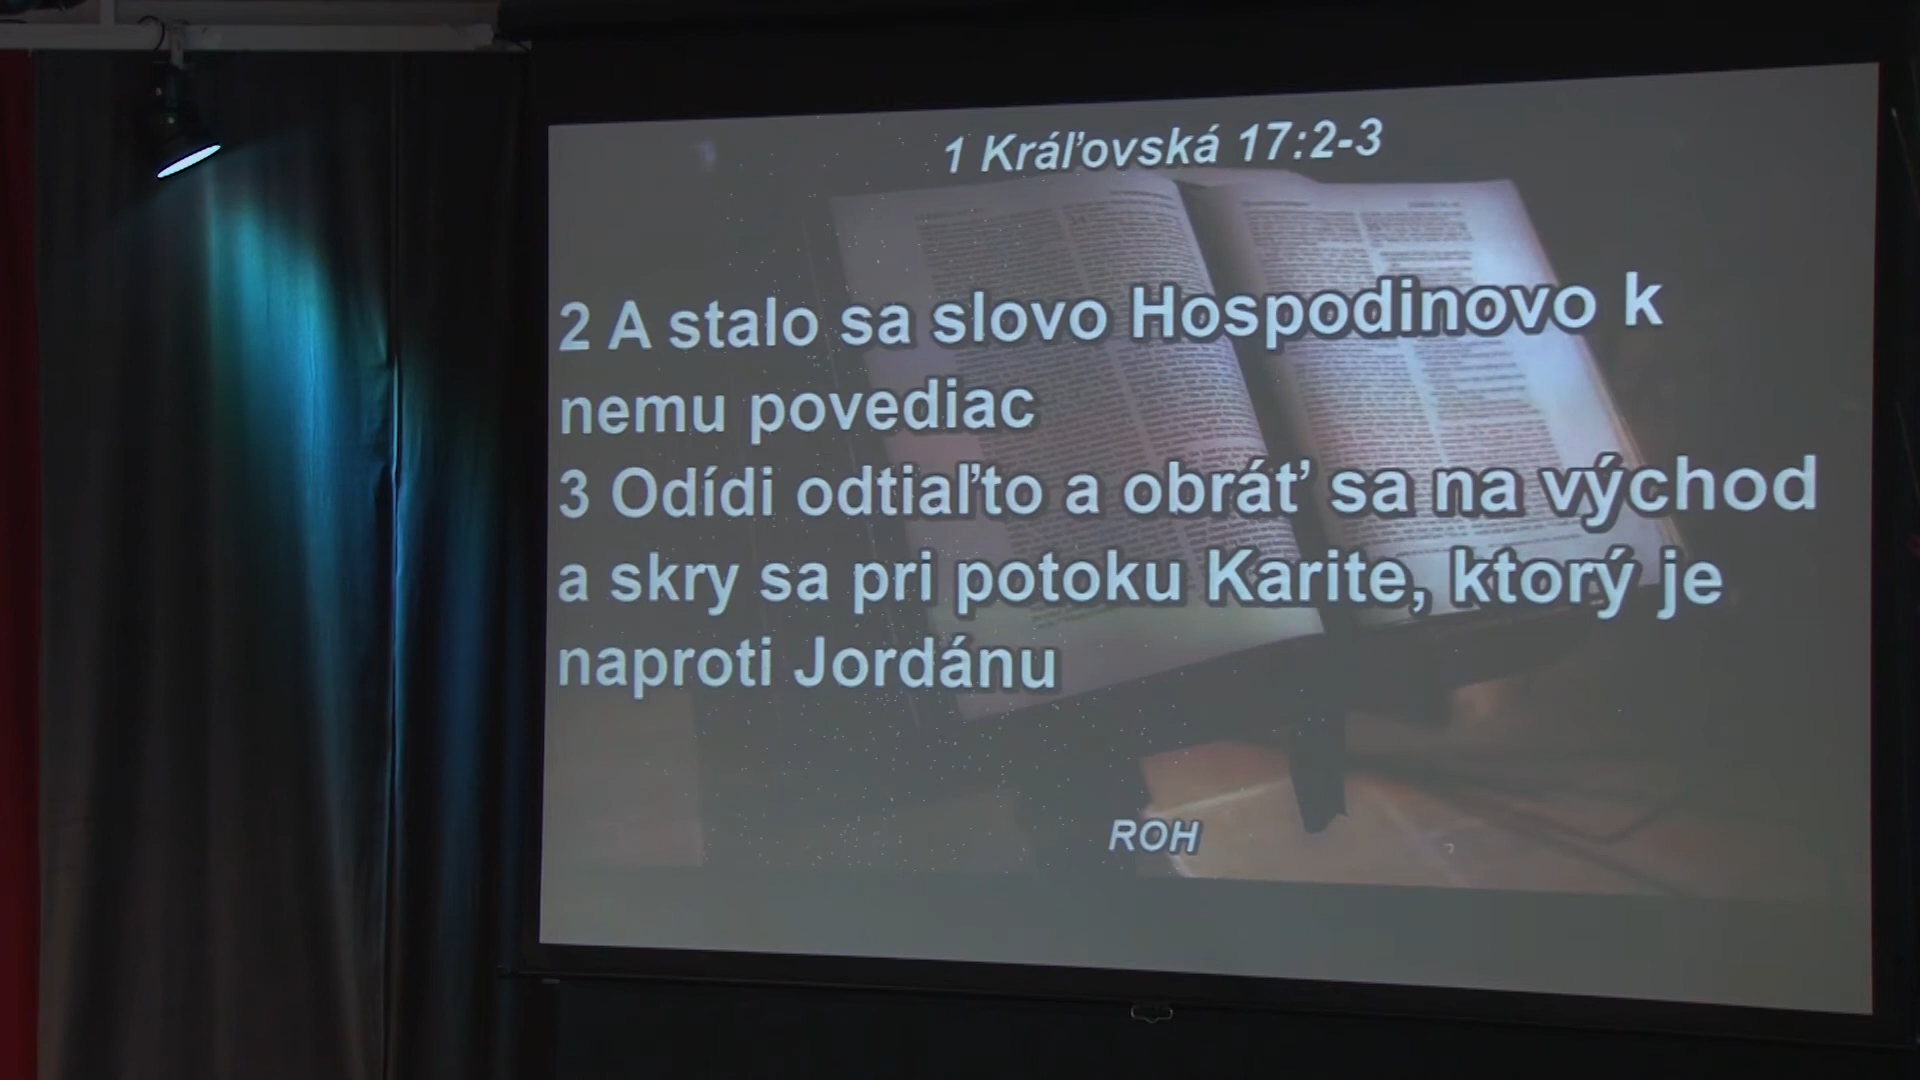 1 Kráľovská 17:2-3
2 A stalo sa slovo Hospodinovo k
nemu povediac
3 Odídi odtiaľto a obráť sa na východ
a skry sa pri potoku Karite, ktorý je
naproti Jordánu
ROH